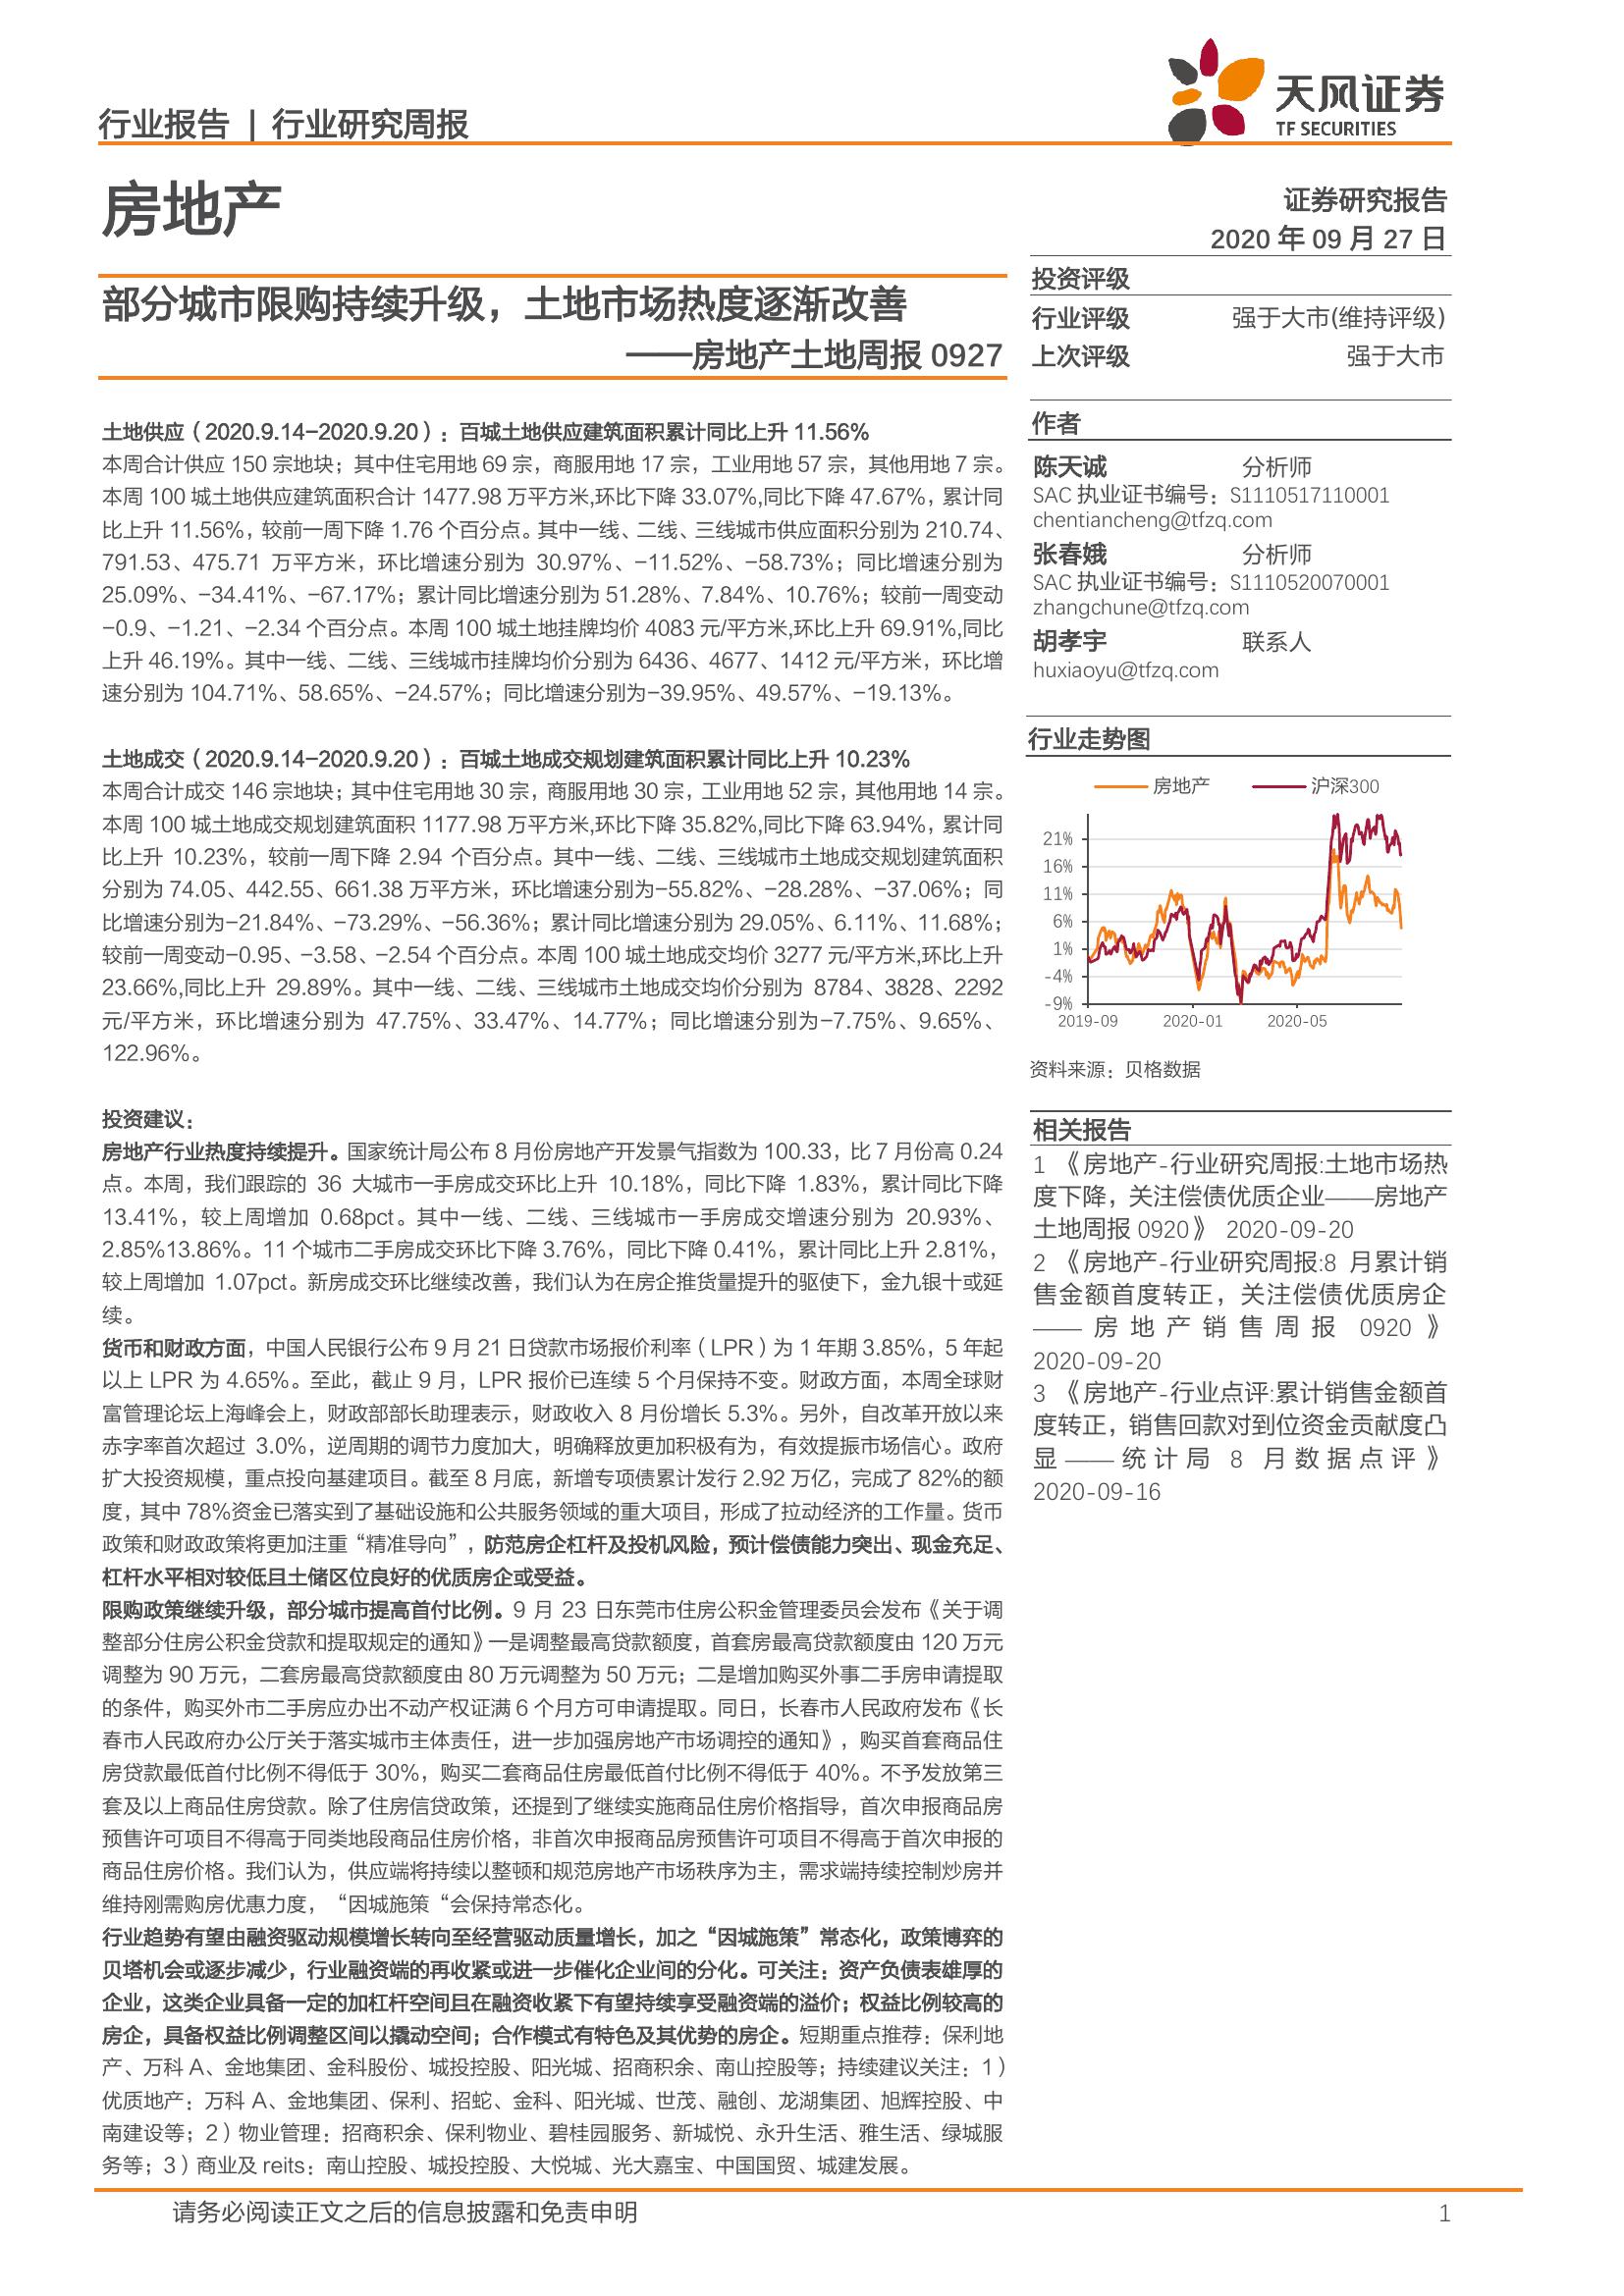 行业报告 | 行业研究周报
天风证券
TF SECURITIES
房地产
证券研究报告
2020 年 09 月 27 日
部分城市限购持续升级，土地市场热度逐渐改善
——房地产土地周报 0927
土地供应（2020.9.14-2020.9.20）：百城土地供应建筑面积累计同比上升 11.56%
本周合计供应 150 宗地块；其中住宅用地 69 宗，商服用地 17 宗，工业用地 57 宗，其他用地 7 宗。
本周 100 城土地供应建筑面积合计 1477.98 万平方米,环比下降 33.07%,同比下降 47.67%，累计同
比上升 11.56%，较前一周下降 1.76 个百分点。其中一线、二线、三线城市供应面积分别为 210.74、
791.53、475.71 万平方米，环比增速分别为 30.97%、-11.52%、-58.73%；同比增速分别为
25.09%、-34.41%、-67.17%；累计同比增速分别为 51.28%、7.84%、10.76%；较前一周变动
-0.9、-1.21、-2.34 个百分点。本周 100 城土地挂牌均价 4083 元/平方米,环比上升 69.91%,同比
上升 46.19%。其中一线、二线、三线城市挂牌均价分别为 6436、4677、1412 元/平方米，环比增
速分别为 104.71%、58.65%、-24.57%；同比增速分别为-39.95%、49.57%、-19.13%。
土地成交（2020.9.14-2020.9.20）：百城土地成交规划建筑面积累计同比上升 10.23%
本周合计成交 146 宗地块；其中住宅用地 30 宗，商服用地 30 宗，工业用地 52 宗，其他用地 14 宗。
本周 100 城土地成交规划建筑面积 1177.98 万平方米,环比下降 35.82%,同比下降 63.94%，累计同
比上升 10.23%，较前一周下降 2.94 个百分点。其中一线、二线、三线城市土地成交规划建筑面积
分别为 74.05、442.55、661.38 万平方米，环比增速分别为-55.82%、-28.28%、-37.06%；同
比增速分别为-21.84%、-73.29%、-56.36%；累计同比增速分别为 29.05%、6.11%、11.68%；
较前一周变动-0.95、-3.58、-2.54 个百分点。本周 100 城土地成交均价 3277 元/平方米,环比上升
23.66%,同比上升 29.89%。其中一线、二线、三线城市土地成交均价分别为 8784、3828、2292
元/平方米，环比增速分别为 47.75%、33.47%、14.77%；同比增速分别为-7.75%、9.65%、
122.96%。
投资建议：
房地产行业热度持续提升。国家统计局公布 8 月份房地产开发景气指数为 100.33，比 7 月份高 0.24
点。本周，我们跟踪的 36 大城市一手房成交环比上升 10.18%，同比下降 1.83%，累计同比下降
13.41%，较上周增加 0.68pct。其中一线、二线、三线城市一手房成交增速分别为 20.93%、
2.85%13.86%。11 个城市二手房成交环比下降 3.76%，同比下降 0.41%，累计同比上升 2.81%，
较上周增加 1.07pct。新房成交环比继续改善，我们认为在房企推货量提升的驱使下，金九银十或延
续。
货币和财政方面，中国人民银行公布 9 月 21 日贷款市场报价利率（LPR）为 1 年期 3.85%，5 年起
以上 LPR 为 4.65%。至此，截止 9 月，LPR 报价已连续 5 个月保持不变。财政方面，本周全球财
富管理论坛上海峰会上，财政部部长助理表示，财政收入 8 月份增长 5.3%。另外，自改革开放以来
赤字率首次超过 3.0%，逆周期的调节力度加大，明确释放更加积极有为，有效提振市场信心。政府
扩大投资规模，重点投向基建项目。截至 8 月底，新增专项债累计发行 2.92 万亿，完成了 82%的额
度，其中 78%资金已落实到了基础设施和公共服务领域的重大项目，形成了拉动经济的工作量。货币
政策和财政政策将更加注重“精准导向”，防范房企杠杆及投机风险，预计偿债能力突出、现金充足、
杠杆水平相对较低且土储区位良好的优质房企或受益。
限购政策继续升级，部分城市提高首付比例。9 月 23 日东莞市住房公积金管理委员会发布《关于调
整部分住房公积金贷款和提取规定的通知》一是调整最高贷款额度，首套房最高贷款额度由 120 万元
调整为 90 万元，二套房最高贷款额度由 80 万元调整为 50 万元；二是增加购买外事二手房申请提取
的条件，购买外市二手房应办出不动产权证满 6 个月方可申请提取。同日，长春市人民政府发布《长
春市人民政府办公厅关于落实城市主体责任，进一步加强房地产市场调控的通知》，购买首套商品住
房贷款最低首付比例不得低于 30%，购买二套商品住房最低首付比例不得低于 40%。不予发放第三
套及以上商品住房贷款。除了住房信贷政策，还提到了继续实施商品住房价格指导，首次申报商品房
预售许可项目不得高于同类地段商品住房价格，非首次申报商品房预售许可项目不得高于首次申报的
商品住房价格。我们认为，供应端将持续以整顿和规范房地产市场秩序为主，需求端持续控制炒房并
维持刚需购房优惠力度，“因城施策“会保持常态化。
行业趋势有望由融资驱动规模增长转向至经营驱动质量增长，加之“因城施策”常态化，政策博弈的
贝塔机会或逐步减少，行业融资端的再收紧或进一步催化企业间的分化。可关注：资产负债表雄厚的
企业，这类企业具备一定的加杠杆空间且在融资收紧下有望持续享受融资端的溢价；权益比例较高的
房企，具备权益比例调整区间以撬动空间；合作模式有特色及其优势的房企。短期重点推荐：保利地
产、万科 A、金地集团、金科股份、城投控股、阳光城、招商积余、南山控股等；持续建议关注：1）
优质地产：万科 A、金地集团、保利、招蛇、金科、阳光城、世茂、融创、龙湖集团、旭辉控股、中
南建设等；2）物业管理：招商积余、保利物业、碧桂园服务、新城悦、永升生活、雅生活、绿城服
务等；3）商业及 reits：南山控股、城投控股、大悦城、光大嘉宝、中国国贸、城建发展。
投资评级
行业评级 强于大市(维持评级)
上次评级 强于大市
作者
陈天诚 分析师
SAC 执业证书编号：S1110517110001
chentiancheng@tfzq.com
张春娥 分析师
SAC 执业证书编号：S1110520070001
zhangchune@tfzq.com
胡孝宇 联系人
huxiaoyu@tfzq.com
行业走势图
房地产 沪深300
21%
16%
11%
6%
1%
-4%
-9%
2019-09 2020-01 2020-05
资料来源：贝格数据
相关报告
1 《房地产-行业研究周报:土地市场热
度下降，关注偿债优质企业——房地产
土地周报 0920》 2020-09-20
2 《房地产-行业研究周报:8 月累计销
售金额首度转正，关注偿债优质房企
——房地产销售周报 0920》
2020-09-20
3 《房地产-行业点评:累计销售金额首
度转正，销售回款对到位资金贡献度凸
显——统计局 8 月数据点评》
2020-09-16
请务必阅读正文之后的信息披露和免责申明 1